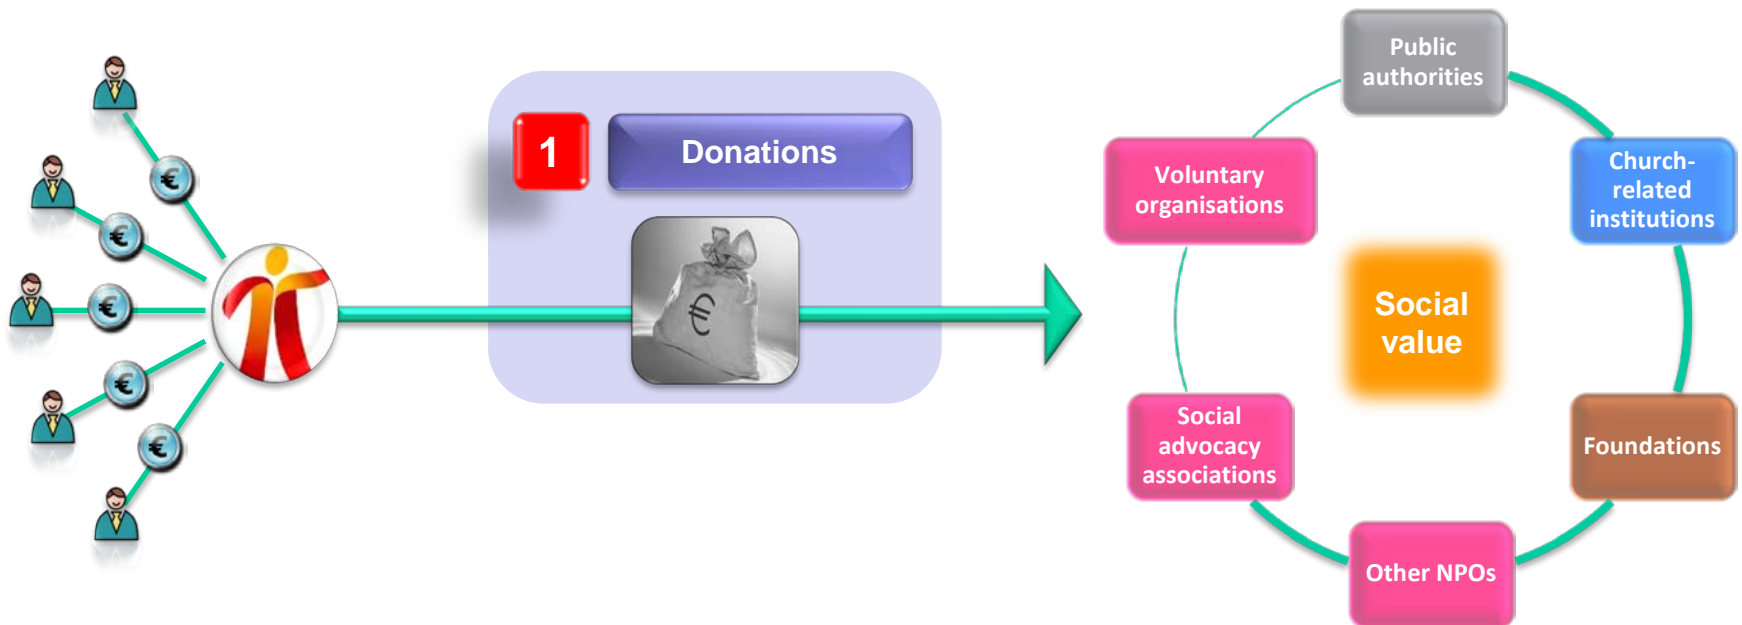 1
Donations
€
€
€
€
€
€
Public
authorities
Church-
related
institutions
Foundations
Other NPOs
Social
advocacy
associations
Voluntary
organisations
Social
value